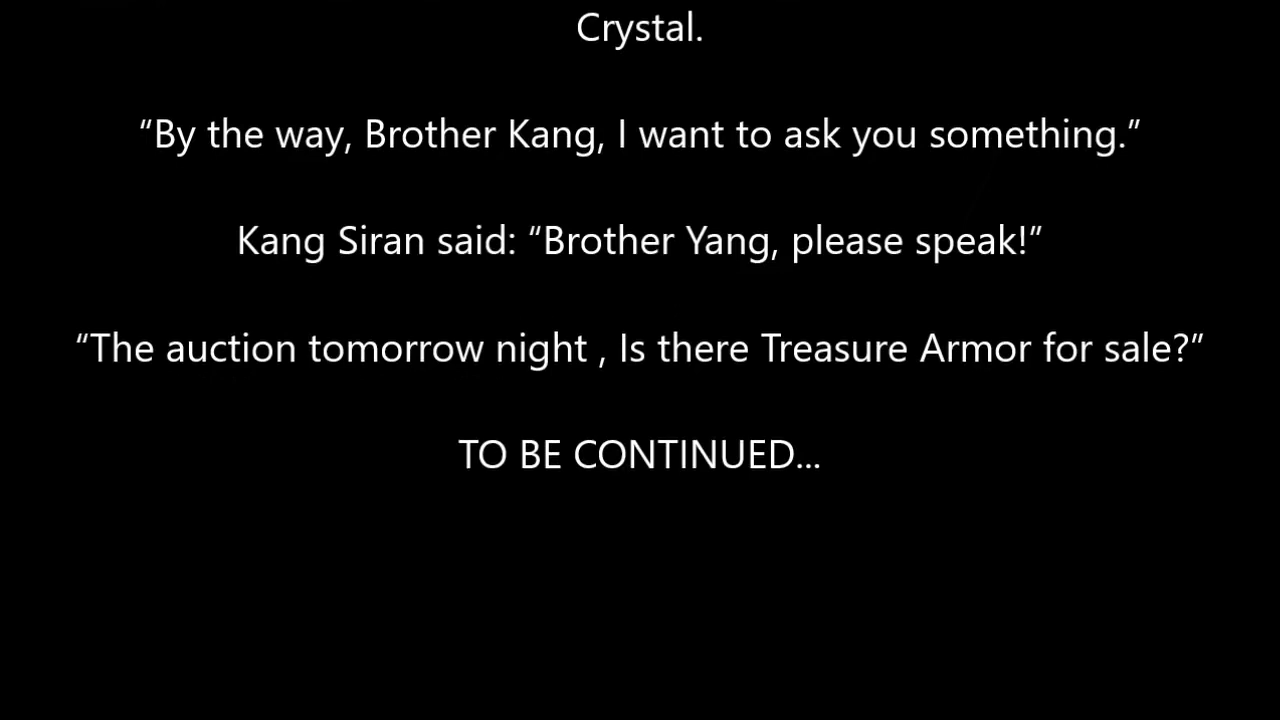 Crystal.
“By the way, Brother Kang, I want to ask you something.”
Kang Siran said: “Brother Yang, please speak!”
“The auction tomorrow night , Is there Treasure Armor for sale?”
TO BE CONTINUED...